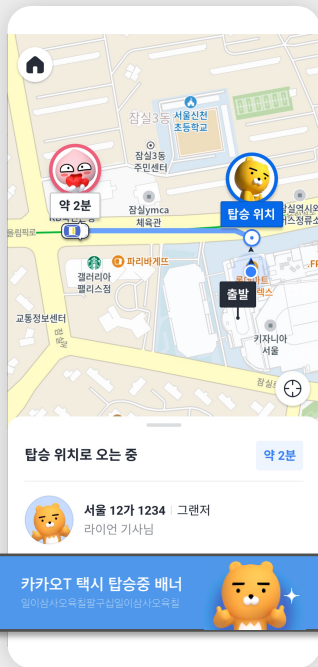 잠실3동
서울신천
초등학교
잠실3동
주민센터
약 2분
잠실ymca
체육관
탑승 위치
올림픽로
파리바게뜨
갤러리아
팰리스점
출발
교통정보센터
키자니아
서울
탑승 위치로 오는 중
약 2분
서울 12가 1234
그랜저
라이언 기사님
카카오T 택시 탑승중 배너
일이삼사오육칠팔구십일이삼사오육칠